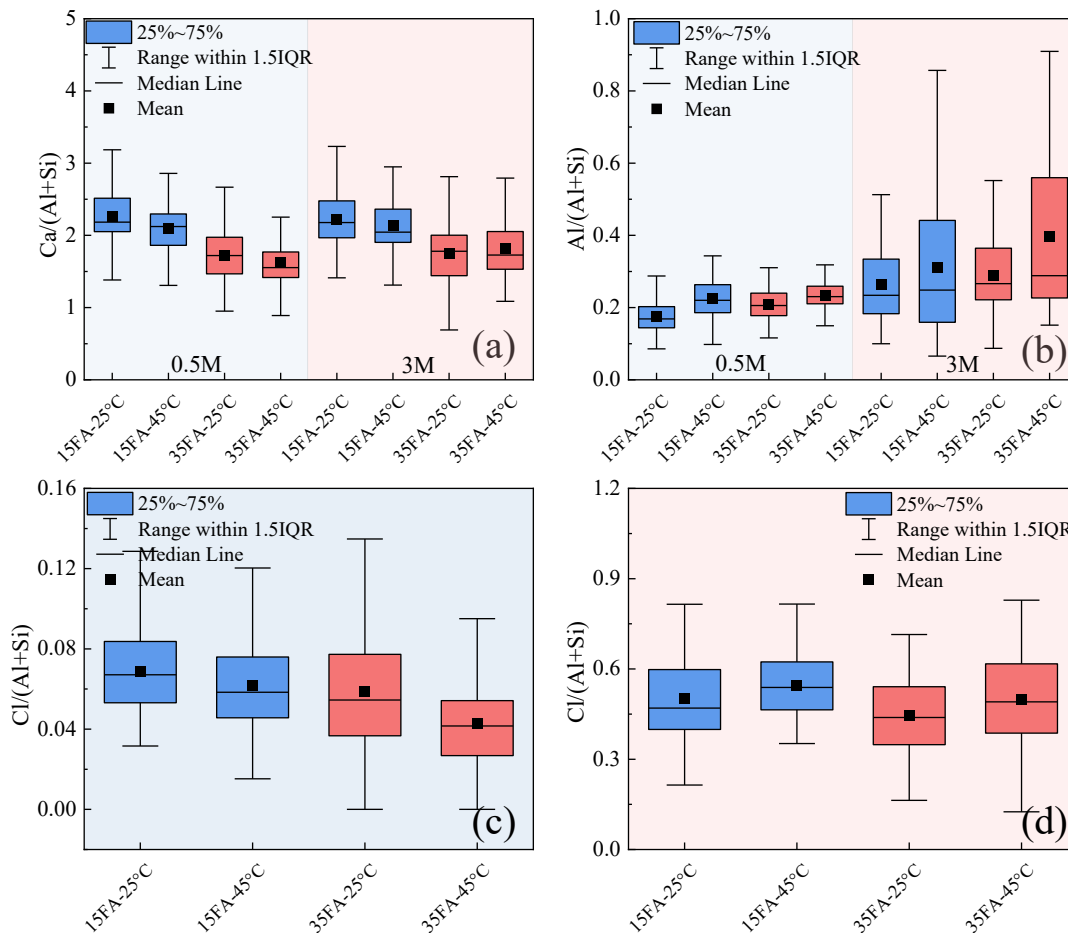 5
4
3
2
1
0
Ca/(Al+Si)
25%~75%
Range within 1.5IQR
Median Line
Mean
(a)
0.5M
3M
15FA-25°C
15FA-45°C
35FA-25°C
35FA-45°C
15FA-25°C
15FA-45°C
35FA-25°C
35FA-45°C
1.0
0.8
0.6
0.4
0.2
0.0
Al/(Al+Si)
25%~75%
Range within 1.5IQR
Median Line
Mean
(b)
0.5M
3M
15FA-25°C
15FA-45°C
35FA-25°C
35FA-45°C
15FA-25°C
15FA-45°C
35FA-25°C
35FA-45°C
0.16
0.12
0.08
0.04
0.00
Cl/(Al+Si)
25%~75%
Range within 1.5IQR
Median Line
Mean
(c)
15FA-25°C
15FA-45°C
35FA-25°C
35FA-45°C
1.2
0.9
0.6
0.3
0.0
Cl/(Al+Si)
25%~75%
Range within 1.5IQR
Median Line
Mean
(d)
15FA-25°C
15FA-45°C
35FA-25°C
35FA-45°C